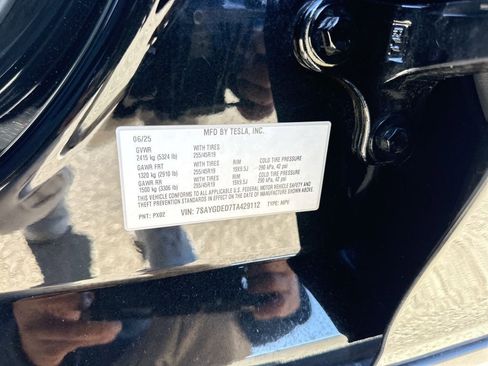 06/25 MFD BY TESLA, INC.
GVWR
2415 kg (5324 lb) WITH TIRES RIM COLD TIRE PRESSURE
GAWR FRT 255/45R19 19X9.5J 290 kPa, 42 psi
1320 kg (2910 lb) WITH TIRES RIM COLD TIRE PRESSURE
GAWR RR 255/45R19 19X9.5J 290 kPa, 42 psi
1500 kg (3306 lb)
THIS VEHICLE CONFORMS TO ALL APPLICABLE U.S. FEDERAL MOTOR VEHICLE SAFETY AND
THEFT PREVENTION STANDARDS IN EFFECT ON THE DATE OF MANUFACTURE SHOWN ABOVE.
PNT: PX02 VIN: 7SAYGDED7TA429112 TYPE: MPV